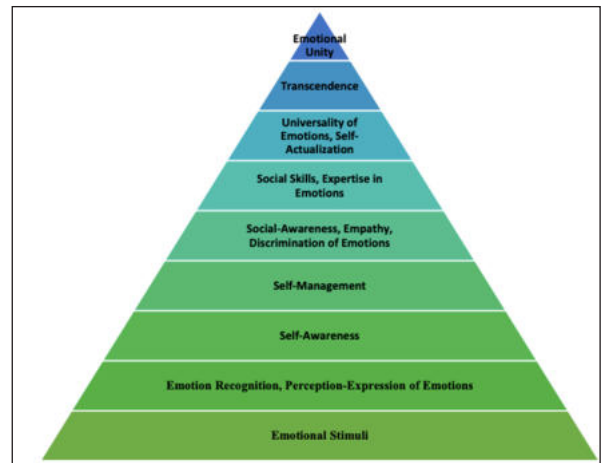 Emotional
Unity
Transcendence
Universality of
Emotions, Self-
Actualization
Social Skills, Expertise in
Emotions
Social-Awareness, Empathy,
Discrimination of Emotions
Self-Management
Self-Awareness
Emotion Recognition, Perception-Expression of Emotions
Emotional Stimuli